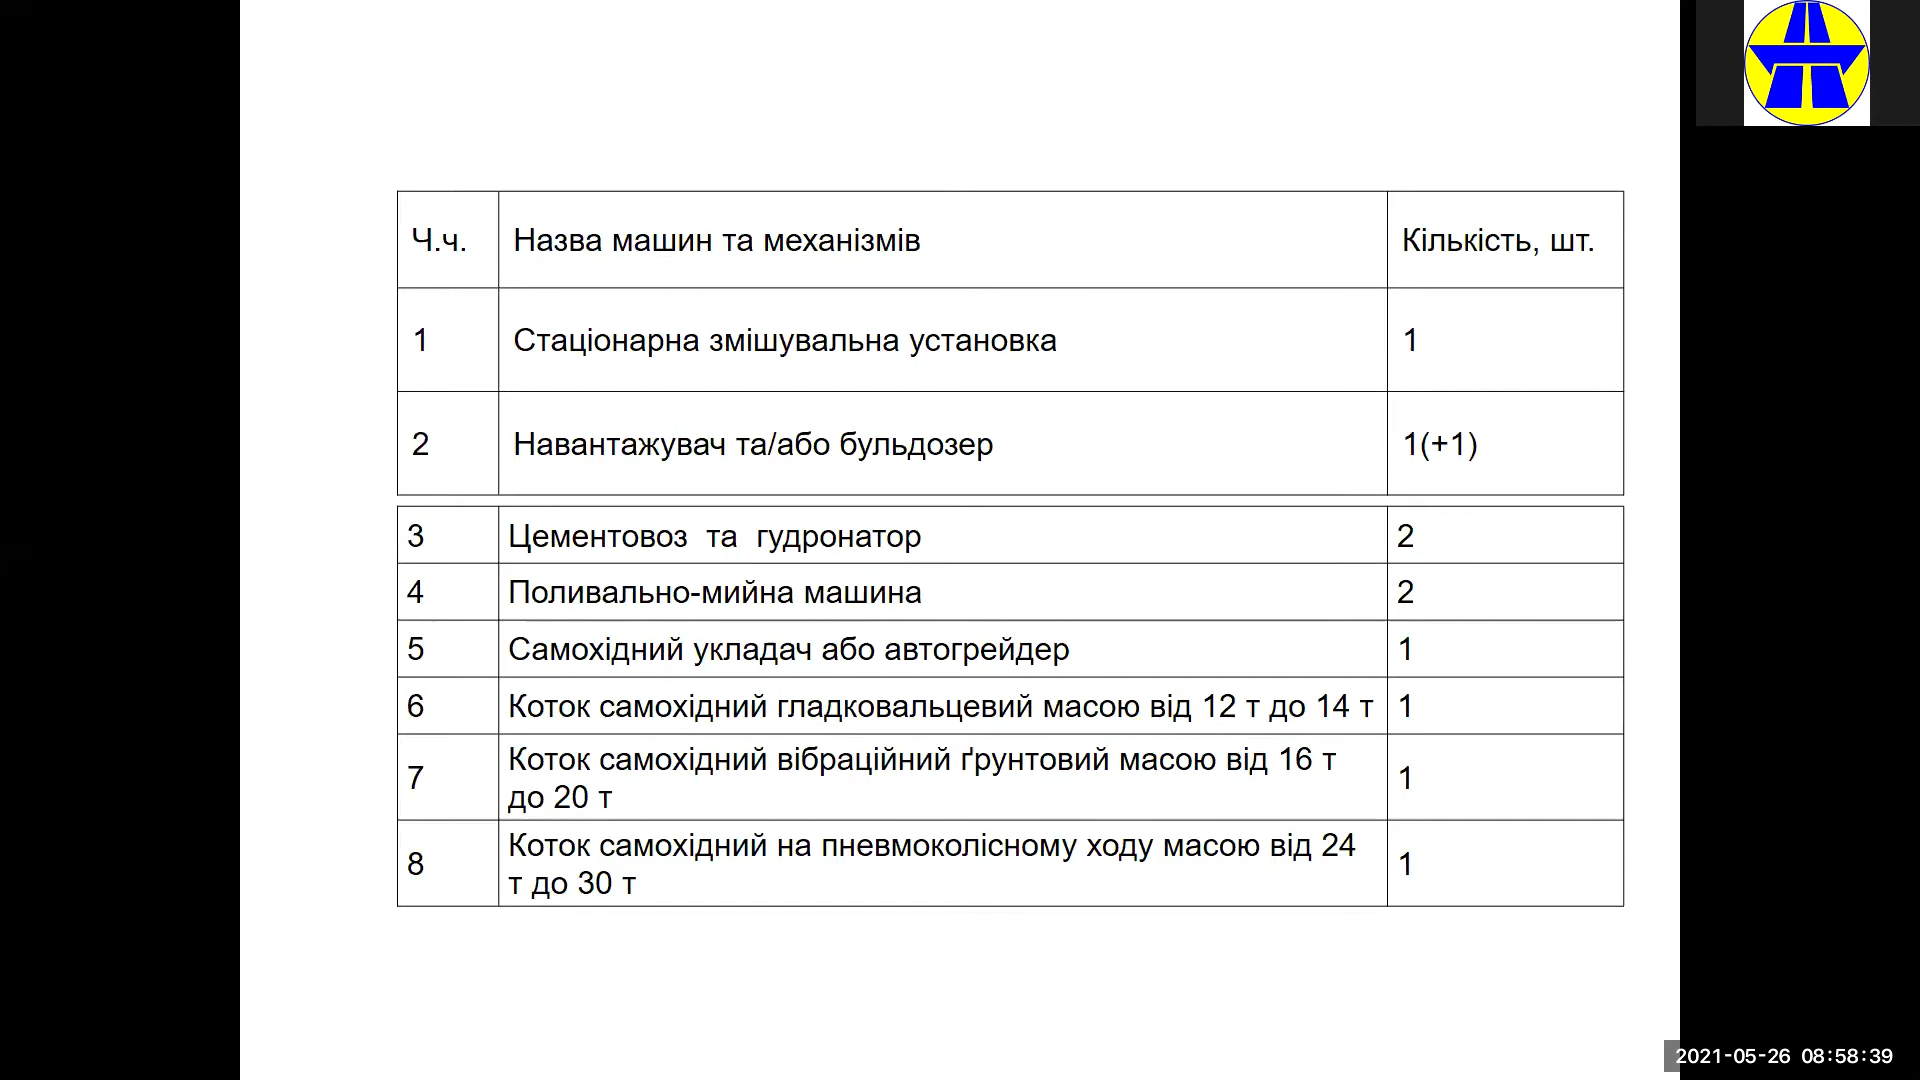 Ч.ч. Назва машин та механізмів Кількість, шт.
1 Стаціонарна змішувальна установка 1
2 Навантажувач та/або бульдозер 1(+1)
3 Цементовоз та гудронатор 2
4 Поливально-мийна машина 2
5 Самохідний укладач або автогрейдер 1
6 Коток самохідний гладковальцевий масою від 12 т до 14 т 1
7 Коток самохідний вібраційний ґрунтовий масою від 16 т
до 20 т 1
8 Коток самохідний на пневмоколісному ходу масою від 24
т до 30 т 1
2021-05-26 08:58:39